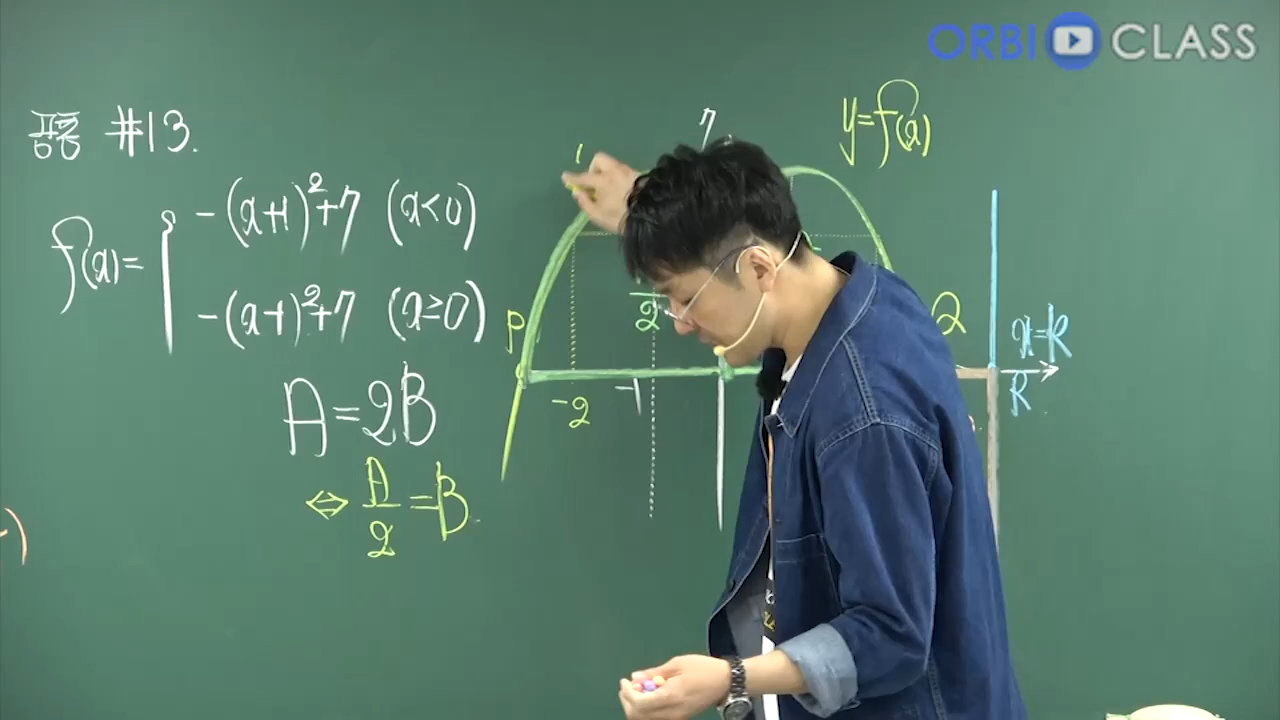 ORBI CLASS
공통 #13.
f(x)= { -(x+1)²+7 (x<0)
-(x-1)²+7 (x≥0)
A=2B
⇔ A/2 =B
7
y=f(x)
P
2
2
x=k
-2
-1
k